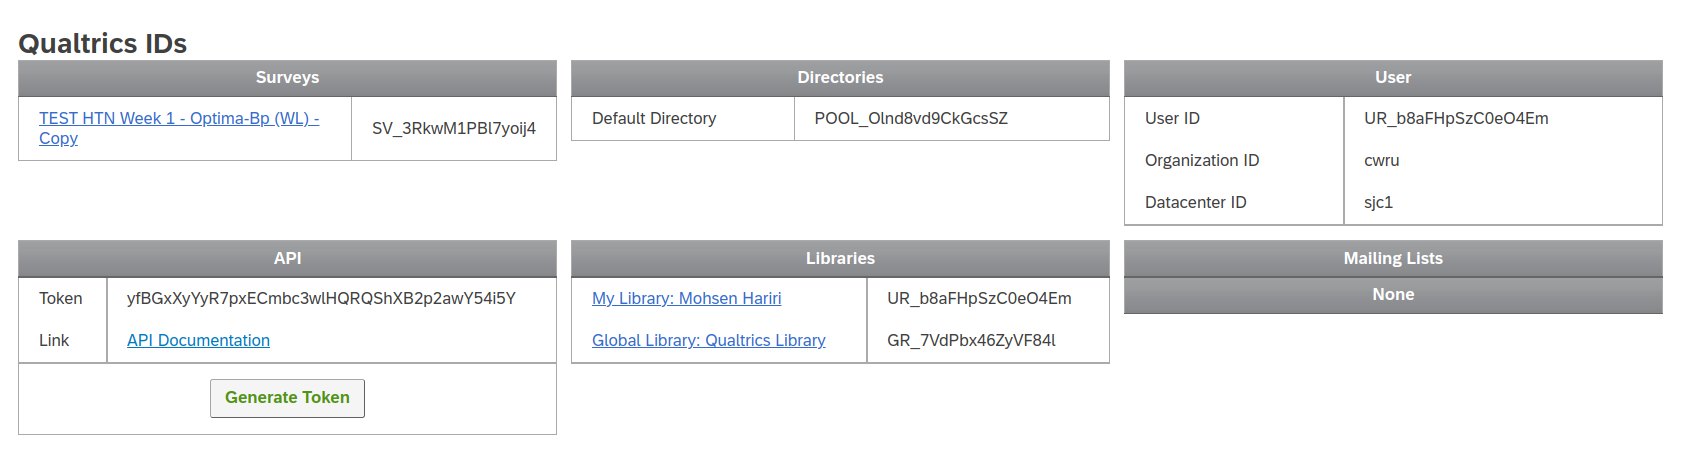 Qualtrics IDs
Surveys
TEST HTN Week 1 - Optima-Bp (WL) -
Copy
SV_3RkwM1PBl7yoij4
Directories
Default Directory
POOL_Olnd8vd9CkGcsSZ
User
User ID
UR_b8aFHpSzC0eO4Em
Organization ID
cwru
Datacenter ID
sjc1
API
Token
yfBGxXyYyR7pxECmbc3wlHQRQShXB2p2awY54i5Y
Link
API Documentation
Generate Token
Libraries
My Library: Mohsen Hariri
UR_b8aFHpSzC0eO4Em
Global Library: Qualtrics Library
GR_7VdPbx46ZyVF84l
Mailing Lists
None